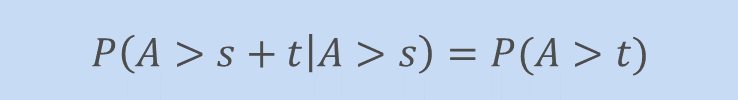 P(A > s + t|A > s) = P(A > t)